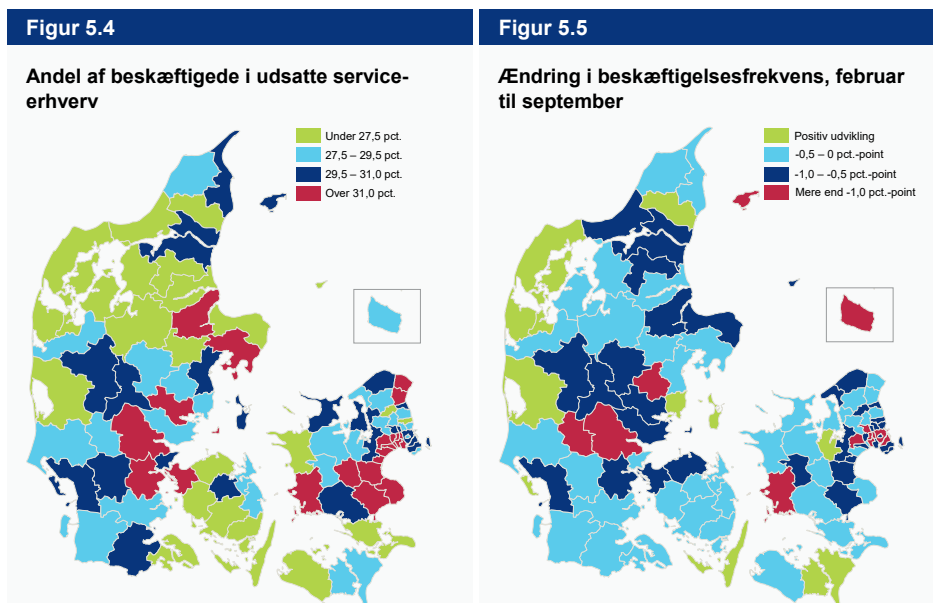 Figur 5.4
Andel af beskæftigede i udsatte service-
erhverv
Under 27,5 pct.
27,5 – 29,5 pct.
29,5 – 31,0 pct.
Over 31,0 pct.
Figur 5.5
Ændring i beskæftigelsesfrekvens, februar
til september
Positiv udvikling
-0,5 – 0 pct.-point
-1,0 – -0,5 pct.-point
Mere end -1,0 pct.-point